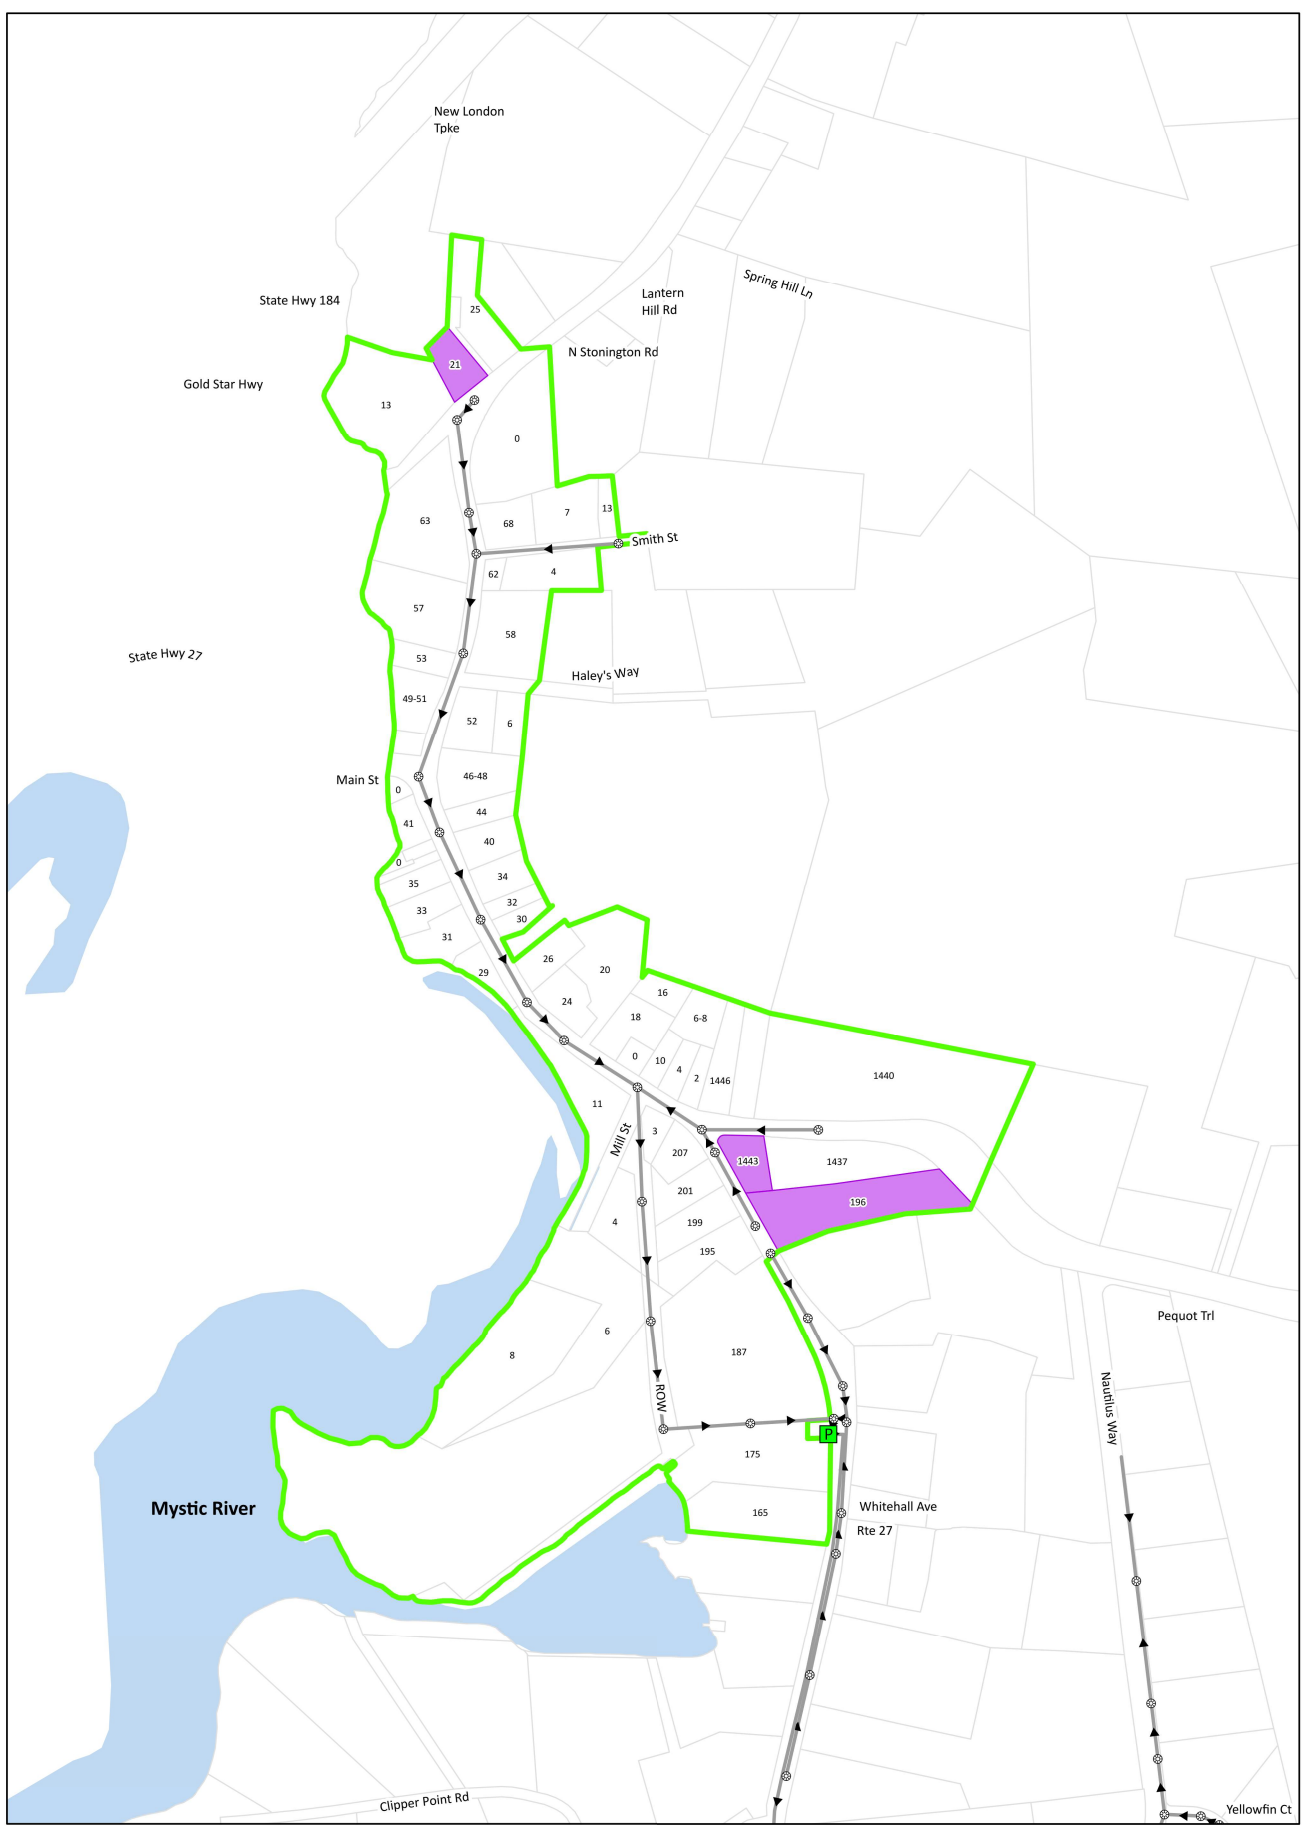 New London
Tpke
Spring Hill Ln
State Hwy 184
Lantern
Hill Rd
25
N Stonington Rd
21
Gold Star Hwy
13
0
13
7
63
68
Smith St
62
4
57
58
State Hwy 27
53
Haley's Way
49-51
52
6
Main St
46-48
0
44
41
40
0
34
35
32
33
30
31
26
20
29
16
24
18
6-8
0
10
4
2
1446
1440
11
Mill St
3
207
1443
1437
201
196
4
199
195
Pequot Trl
6
8
187
ROW
Nautilus Way
P
175
Mystic River
165
Whitehall Ave
Rte 27
Clipper Point Rd
Yellowfin Ct